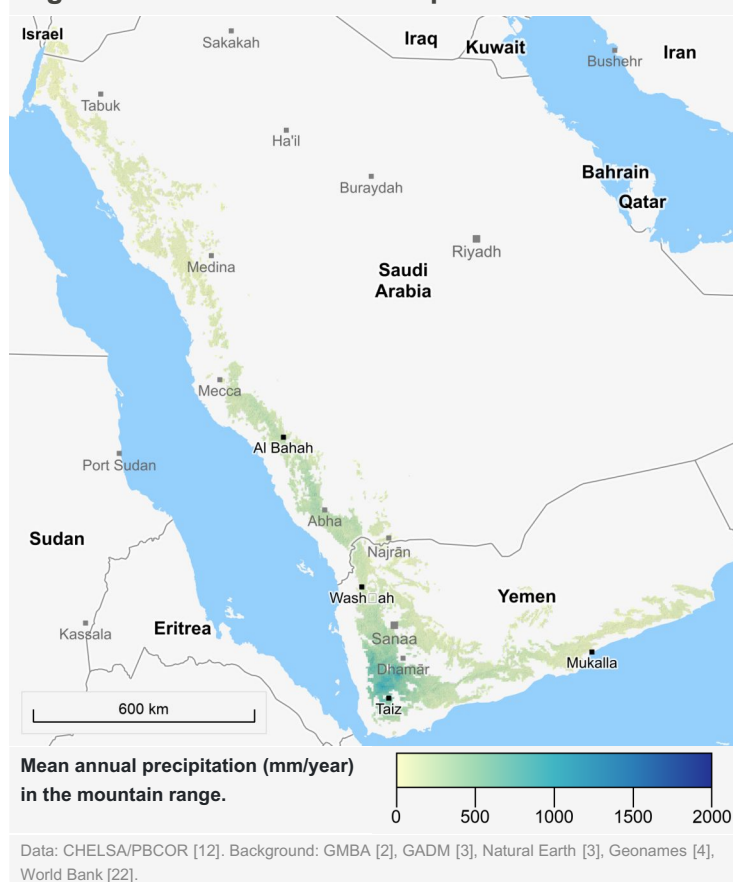 Israel
Sakakah
Iraq
Kuwait
Bushehr
Iran
Tabuk
Ha'il
Buraydah
Bahrain
Qatar
Medina
Riyadh
Saudi
Arabia
Mecca
Al Bahah
Port Sudan
Abha
Sudan
Najrān
Yemen
Kassala
Eritrea
Sanaa
Dhamār
Mukalla
Taiz
600 km
Mean annual precipitation (mm/year)
in the mountain range.
0 500 1000 1500 2000
Data: CHELSA/PBCOR [12]. Background: GMBA [2], GADM [3], Natural Earth [3], Geonames [4],
World Bank [22].